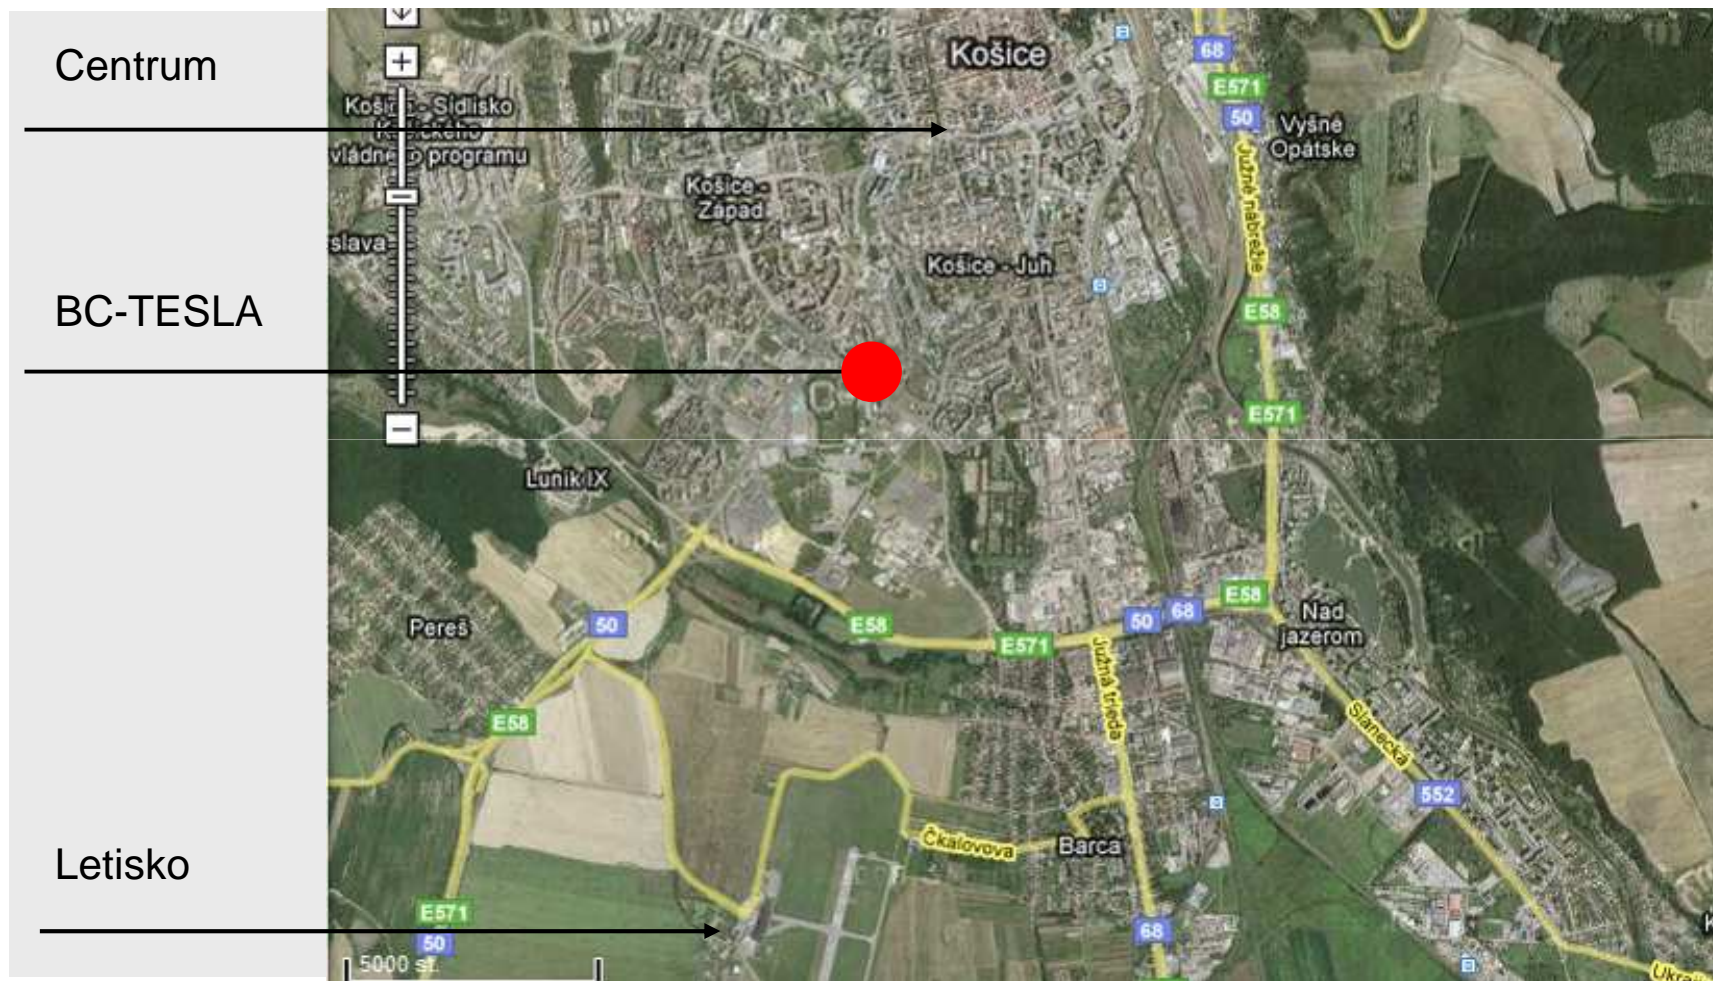 Centrum
BC-TESLA
Letisko
Košice
68
E571
50
Vyšné
Opátske
Košice - Sídlisko
vládneho programu
Košice -
Západ
slava
Južné nábrežie
Košice - Juh
E58
E571
Luník IX
Pereš
50
E58
E571
50
68
E58
Nad
jazerom
Južná trieda
E58
Slanecká
552
Čkalovova
Barca
E571
50
68
5000 st.